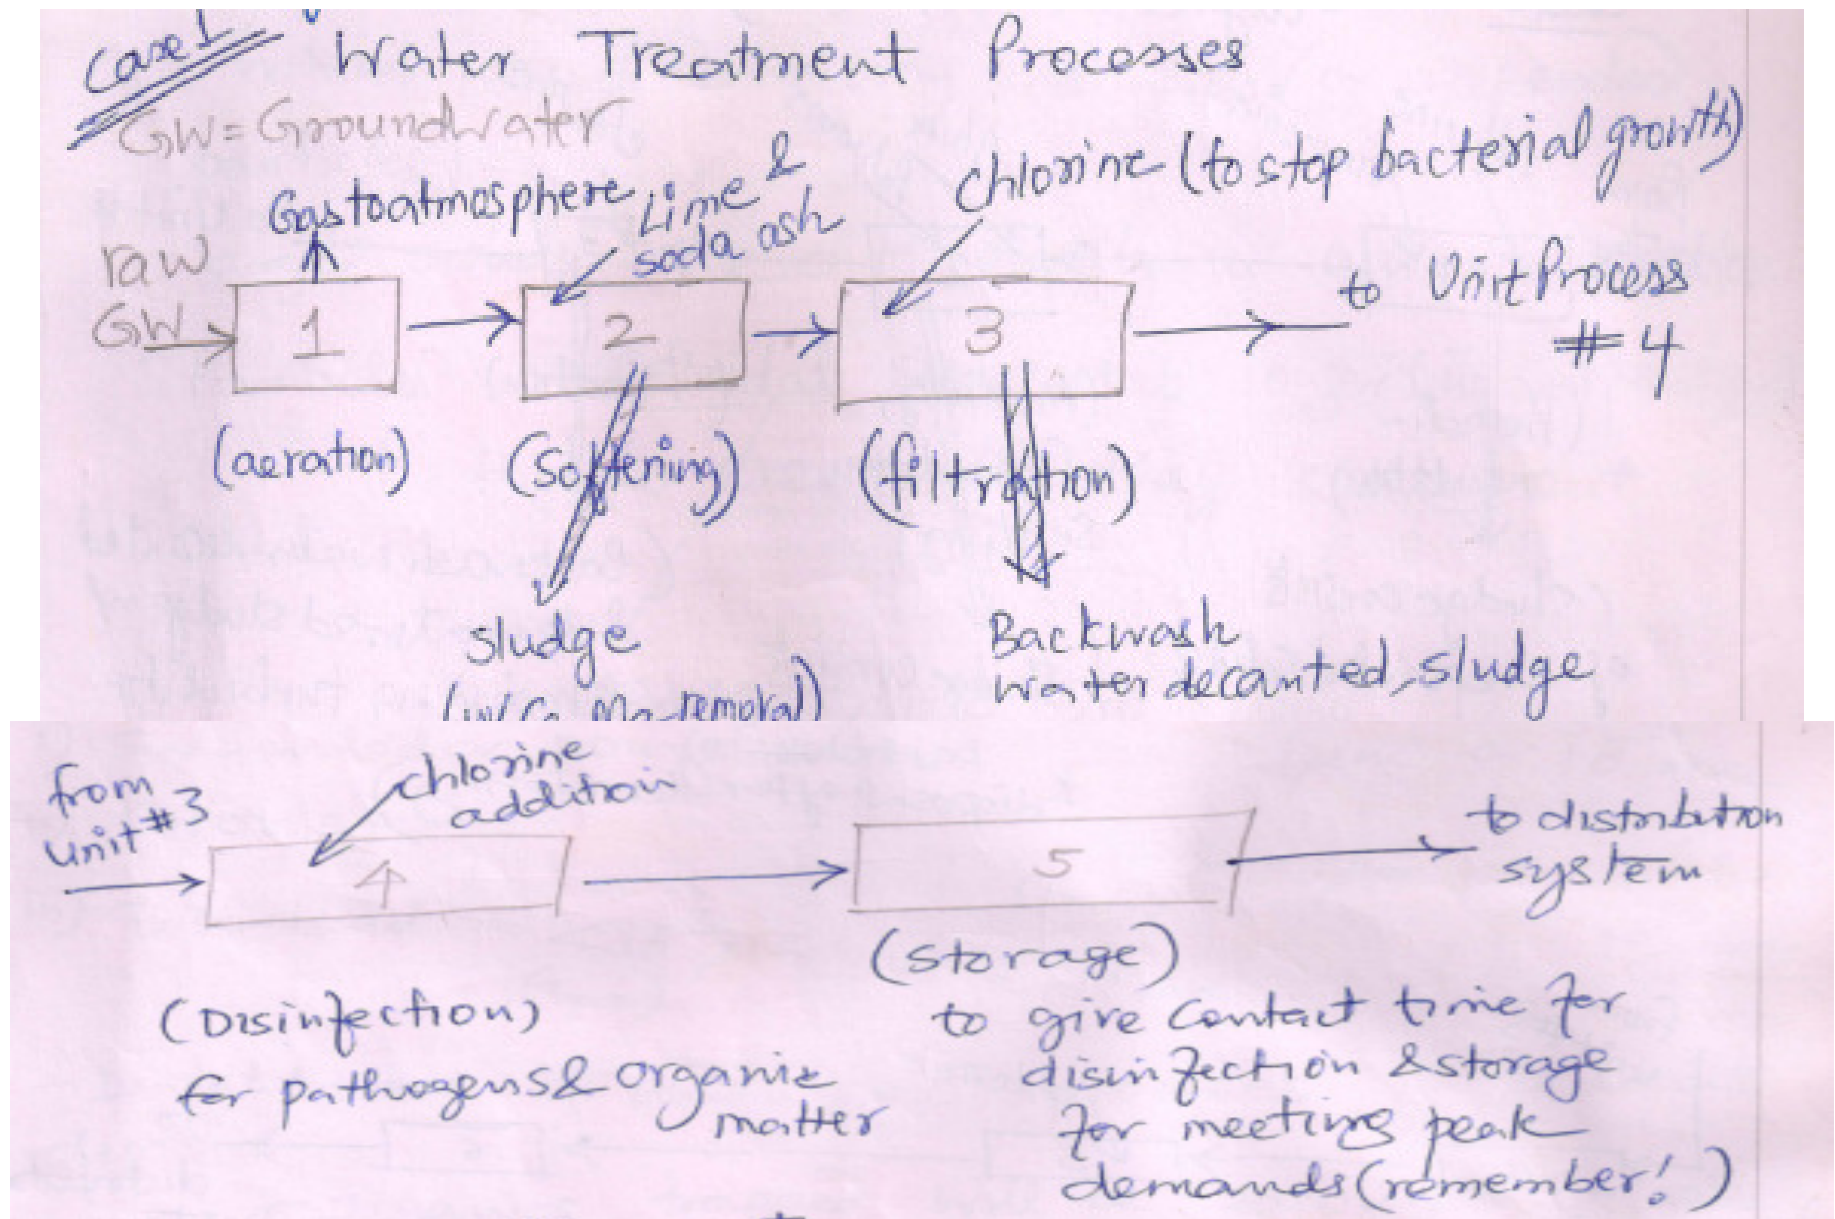 Case 1
Water Treatment Processes
GW=Groundwater
Gas to atmosphere
Lime &
soda ash
chlorine (to stop bacterial growth)
raw
GW
1
2
3
to Unit Process
#4
(aeration)
(Softening)
(filtration)
sludge
(w/ Ca, Mg removal)
Backwash
water decanted, sludge
from
unit #3
chlorine
addition
4
5
to distribution
system
(Disinfection)
for pathogens & organic
matter
(storage)
to give contact time for
disinfection & storage
for meeting peak
demands (remember!)